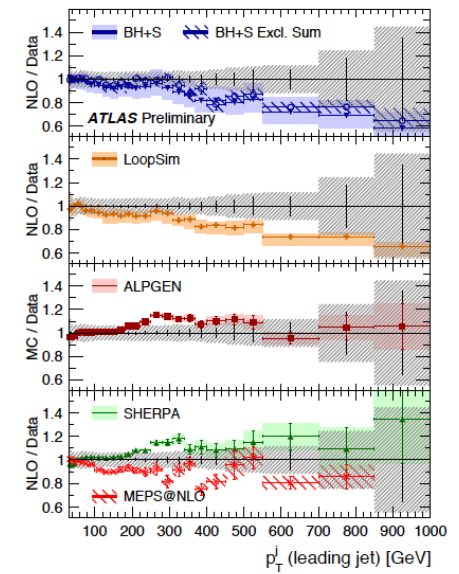 NLO / Data
1.4
1.2
1
0.8
0.6
BH+S
BH+S Excl. Sum
ATLAS Preliminary
NLO / Data
1.4
1.2
1
0.8
0.6
LoopSim
MC / Data
1.4
1.2
1
0.8
0.6
ALPGEN
NLO / Data
1.4
1.2
1
0.8
0.6
SHERPA
MEPS@NLO
100 200 300 400 500 600 700 800 900 1000
p_T^j (leading jet) [GeV]